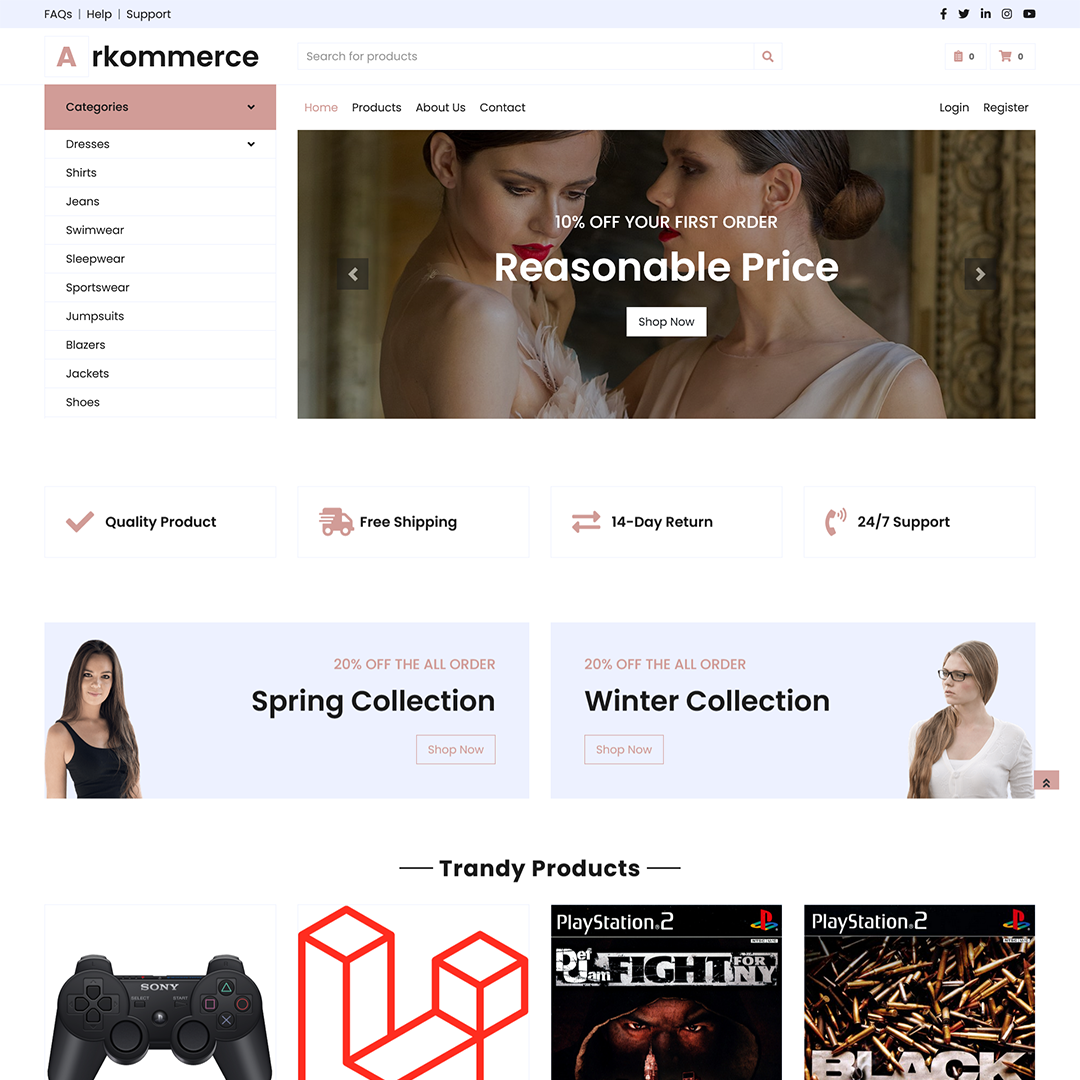 FAQs | Help | Support
A rkommerce
Search for products
0
0
Categories
Home Products About Us Contact
Login Register
Dresses
Shirts
Jeans
Swimwear
Sleepwear
Sportswear
Jumpsuits
Blazers
Jackets
Shoes
10% OFF YOUR FIRST ORDER
Reasonable Price
Shop Now
Quality Product
Free Shipping
14-Day Return
24/7 Support
20% OFF THE ALL ORDER
Spring Collection
Shop Now
20% OFF THE ALL ORDER
Winter Collection
Shop Now
Trandy Products
SONY
SELECT START
PlayStation.2
NTSC U/C
Def Jam FIGHT FOR NY
PlayStation.2
NTSC U/C
BLACK